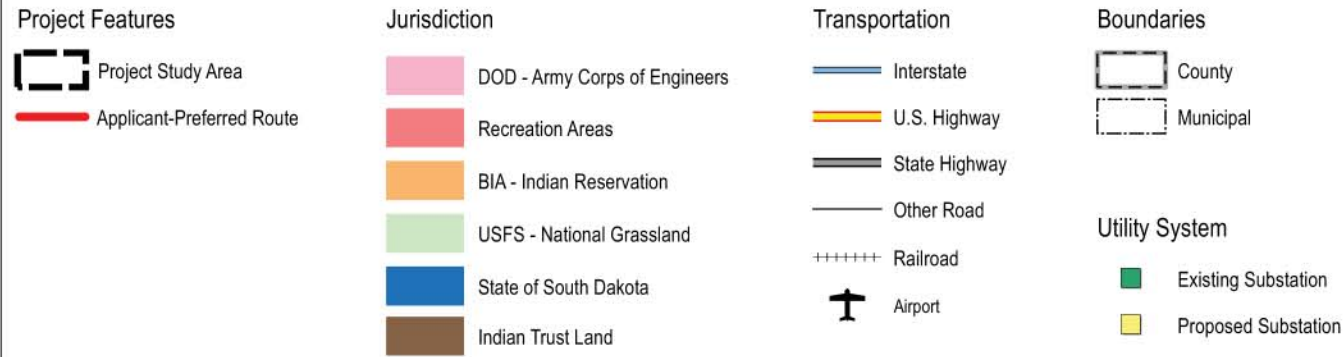 Project Features
Project Study Area
Applicant-Preferred Route
Jurisdiction
DOD - Army Corps of Engineers
Recreation Areas
BIA - Indian Reservation
USFS - National Grassland
State of South Dakota
Indian Trust Land
Transportation
Interstate
U.S. Highway
State Highway
Other Road
Railroad
Airport
Boundaries
County
Municipal
Utility System
Existing Substation
Proposed Substation